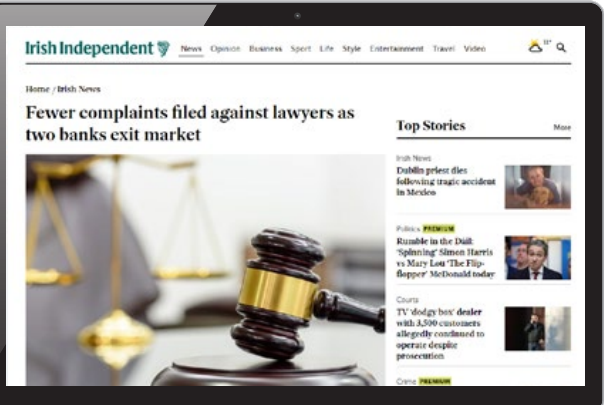 Irish Independent
News Opinion Business Sport Life Style Entertainment Travel Video
11°
Home / Irish News
Fewer complaints filed against lawyers as
two banks exit market
Top Stories
More
Irish News
Dublin priest dies
following tragic accident
in Mexico
Politics PREMIUM
Rumble in the Dáil:
'Spinning' Simon Harris
vs Mary Lou 'The Flip-
flopper' McDonald today
Courts
TV 'dodgy box' dealer
with 3,500 customers
allegedly continued to
operate despite
prosecution
Crime PREMIUM